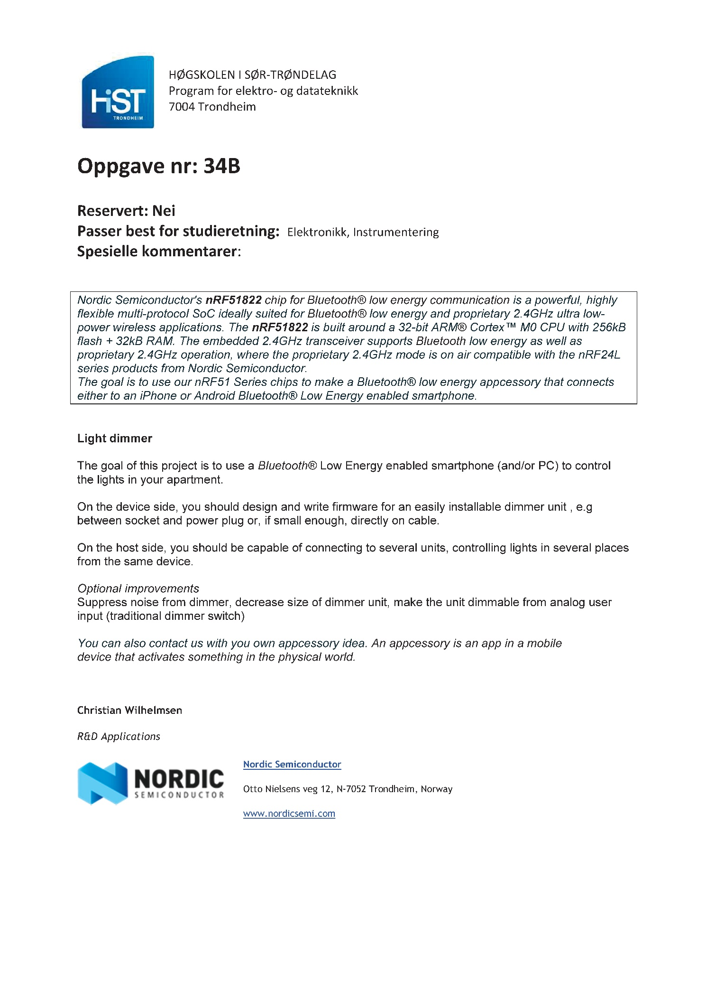 HiST
TRONDHEIM
HØGSKOLEN I SØR-TRØNDELAG
Program for elektro- og datateknikk
7004 Trondheim
Oppgave nr: 34B
Reservert: Nei
Passer best for studieretning: Elektronikk, Instrumentering
Spesielle kommentarer:
Nordic Semiconductor's nRF51822 chip for Bluetooth® low energy communication is a powerful, highly
flexible multi-protocol SoC ideally suited for Bluetooth® low energy and proprietary 2.4GHz ultra low-
power wireless applications. The nRF51822 is built around a 32-bit ARM® Cortex™ M0 CPU with 256kB
flash + 32kB RAM. The embedded 2.4GHz transceiver supports Bluetooth low energy as well as
proprietary 2.4GHz operation, where the proprietary 2.4GHz mode is on air compatible with the nRF24L
series products from Nordic Semiconductor.
The goal is to use our nRF51 Series chips to make a Bluetooth® low energy appcessory that connects
either to an iPhone or Android Bluetooth® Low Energy enabled smartphone.
Light dimmer
The goal of this project is to use a Bluetooth® Low Energy enabled smartphone (and/or PC) to control
the lights in your apartment.
On the device side, you should design and write firmware for an easily installable dimmer unit , e.g
between socket and power plug or, if small enough, directly on cable.
On the host side, you should be capable of connecting to several units, controlling lights in several places
from the same device.
Optional improvements
Suppress noise from dimmer, decrease size of dimmer unit, make the unit dimmable from analog user
input (traditional dimmer switch)
You can also contact us with you own appcessory idea. An appcessory is an app in a mobile
device that activates something in the physical world.
Christian Wilhelmsen
R&D Applications
NORDIC
SEMICONDUCTOR
Nordic Semiconductor
Otto Nielsens veg 12, N-7052 Trondheim, Norway
www.nordicsemi.com